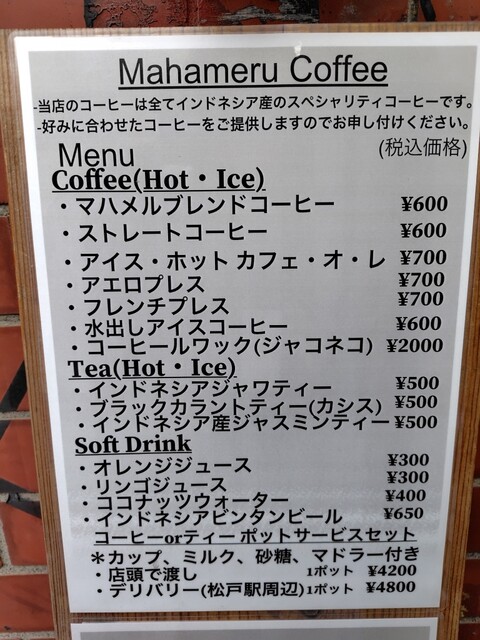 Mahameru Coffee
-当店のコーヒーは全てインドネシア産のスペシャリティコーヒーです。
-好みに合わせたコーヒーをご提供しますのでお申し付けください。
Menu (税込価格)
Coffee(Hot・Ice)
・マハメルブレンドコーヒー ¥600
・ストレートコーヒー ¥600
・アイス・ホット カフェ・オ・レ ¥700
・アエロプレス ¥700
・フレンチプレス ¥700
・水出しアイスコーヒー ¥600
・コーヒールワック(ジャコネコ) ¥2000
Tea(Hot・Ice)
・インドネシアジャワティー ¥500
・ブラックカラントティー(カシス) ¥500
・インドネシア産ジャスミンティー ¥500
Soft Drink
・オレンジジュース ¥300
・リンゴジュース ¥300
・ココナッツウォーター ¥400
・インドネシアビンタンビール ¥650
コーヒーorティー ポットサービスセット
＊カップ、ミルク、砂糖、マドラー付き
・店頭で渡し 1ポット ¥4200
・デリバリー(松戸駅周辺) 1ポット ¥4800